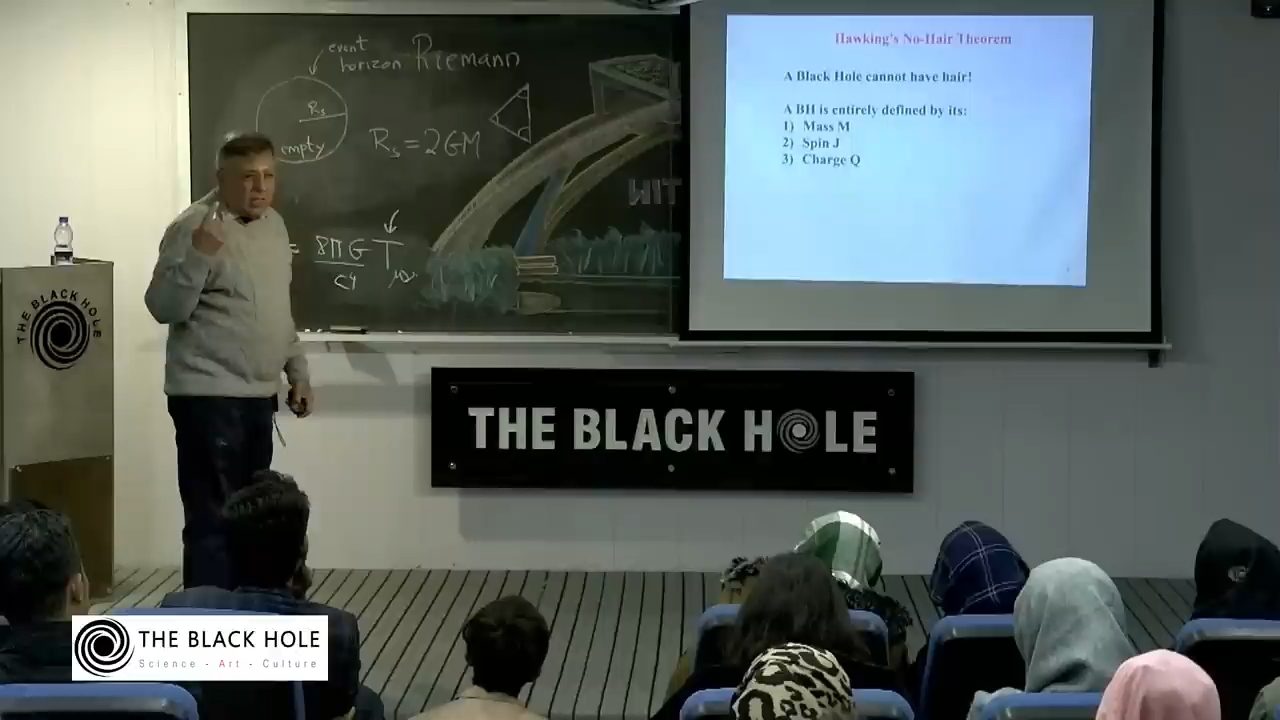 event
horizon
Riemann
Rs
empty
Rs = 2GM
= 8πG T
c4 μν
WIT
Hawking's No-Hair Theorem
A Black Hole cannot have hair!
A BH is entirely defined by its:
1) Mass M
2) Spin J
3) Charge Q
THE BLACK HOLE
THE BLACK HOLE
THE BLACK HOLE
Science - Art - Culture